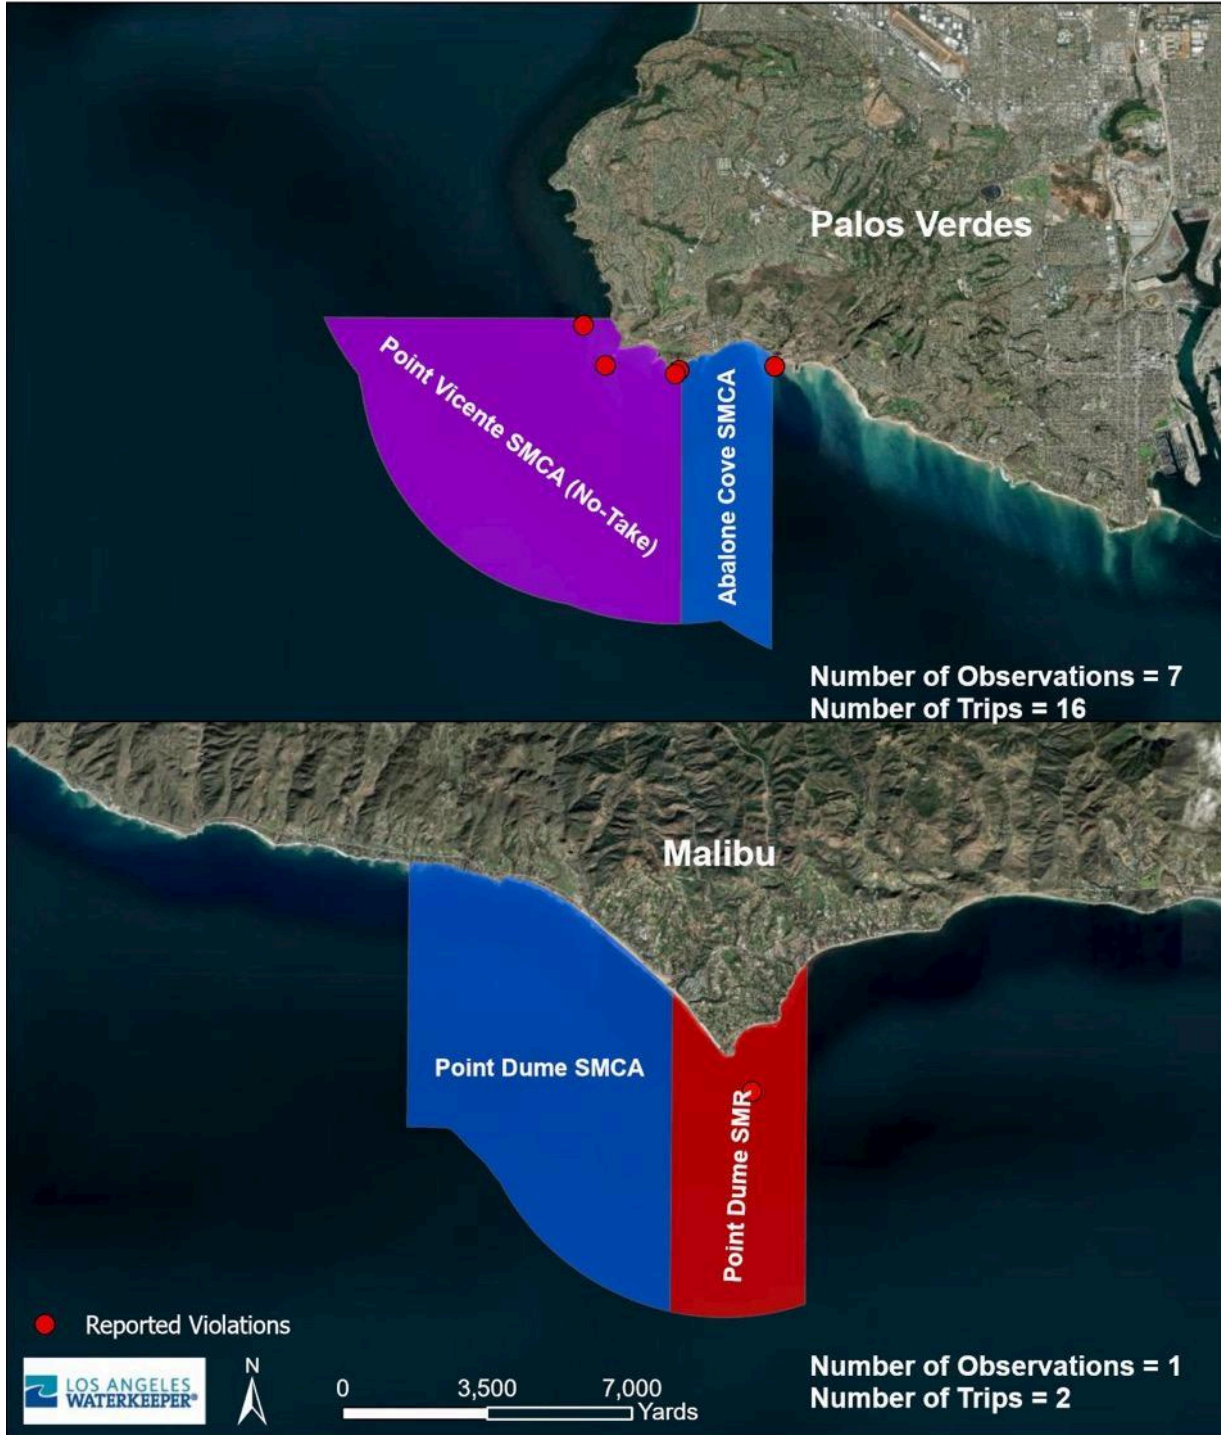 Palos Verdes
Point Vicente SMCA (No-Take)
Abalone Cove SMCA
Number of Observations = 7
Number of Trips = 16
Malibu
Point Dume SMCA
Point Dume SMR
Reported Violations
LOS ANGELES
WATERKEEPER®
N
0 3,500 7,000
Yards
Number of Observations = 1
Number of Trips = 2